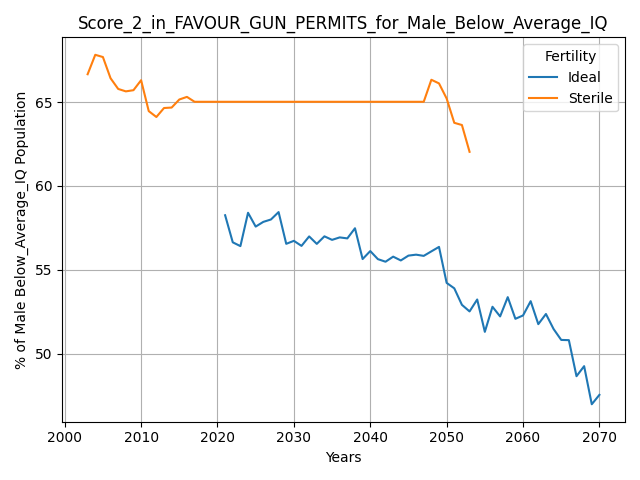 Score_2_in_FAVOUR_GUN_PERMITS_for_Male_Below_Average_IQ
Fertility
Ideal
Sterile
% of Male Below_Average_IQ Population
65
60
55
50
2000 2010 2020 2030 2040 2050 2060 2070
Years